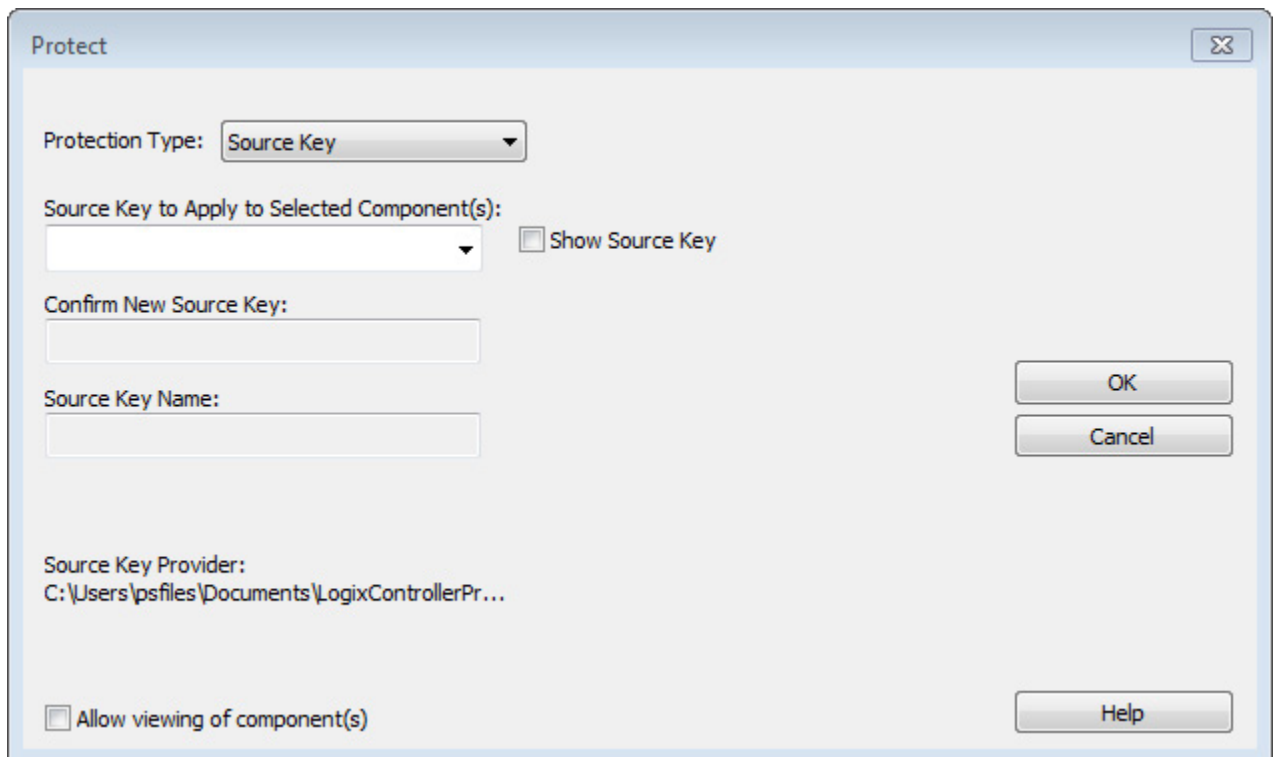 Protect
Protection Type: Source Key
Source Key to Apply to Selected Component(s):
Show Source Key
Confirm New Source Key:
OK
Source Key Name:
Cancel
Source Key Provider:
C:\Users\psfiles\Documents\LogixControllerPr...
Allow viewing of component(s)
Help